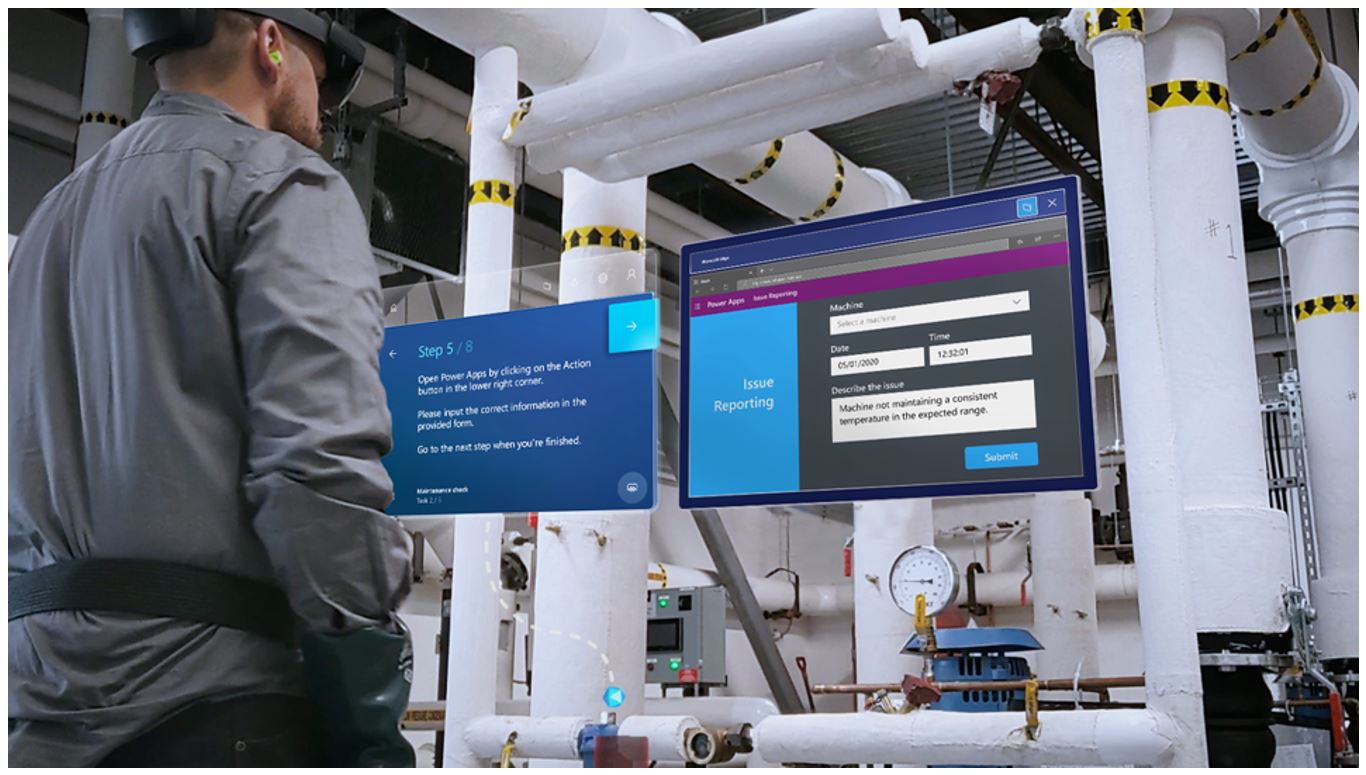 Step 5 / 8
Open Power Apps by clicking on the Action
button in the lower right corner.
Please input the correct information in the
provided form.
Go to the next step when you're finished.
Maintenance check
Task 2 /
Microsoft Edge
Power Apps Issue Reporting
Issue
Reporting
Machine
Select a machine
Date
Time
05/01/2020
12:32:01
Describe the issue
Machine not maintaining a consistent
temperature in the expected range.
Submit
#1